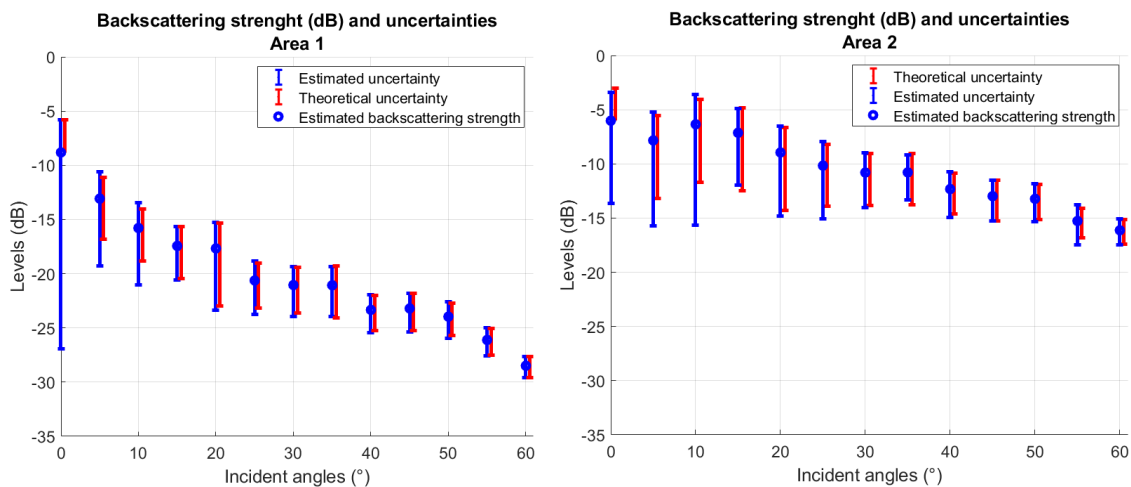 Backscattering strenght (dB) and uncertainties
Area 1
0
-5
-10
-15
-20
-25
-30
-35
Levels (dB)
Estimated uncertainty
Theoretical uncertainty
Estimated backscattering strength
0 10 20 30 40 50 60
Incident angles (°)
Backscattering strenght (dB) and uncertainties
Area 2
0
-5
-10
-15
-20
-25
-30
-35
Levels (dB)
Theoretical uncertainty
Estimated uncertainty
Estimated backscattering strength
0 10 20 30 40 50 60
Incident angles (°)